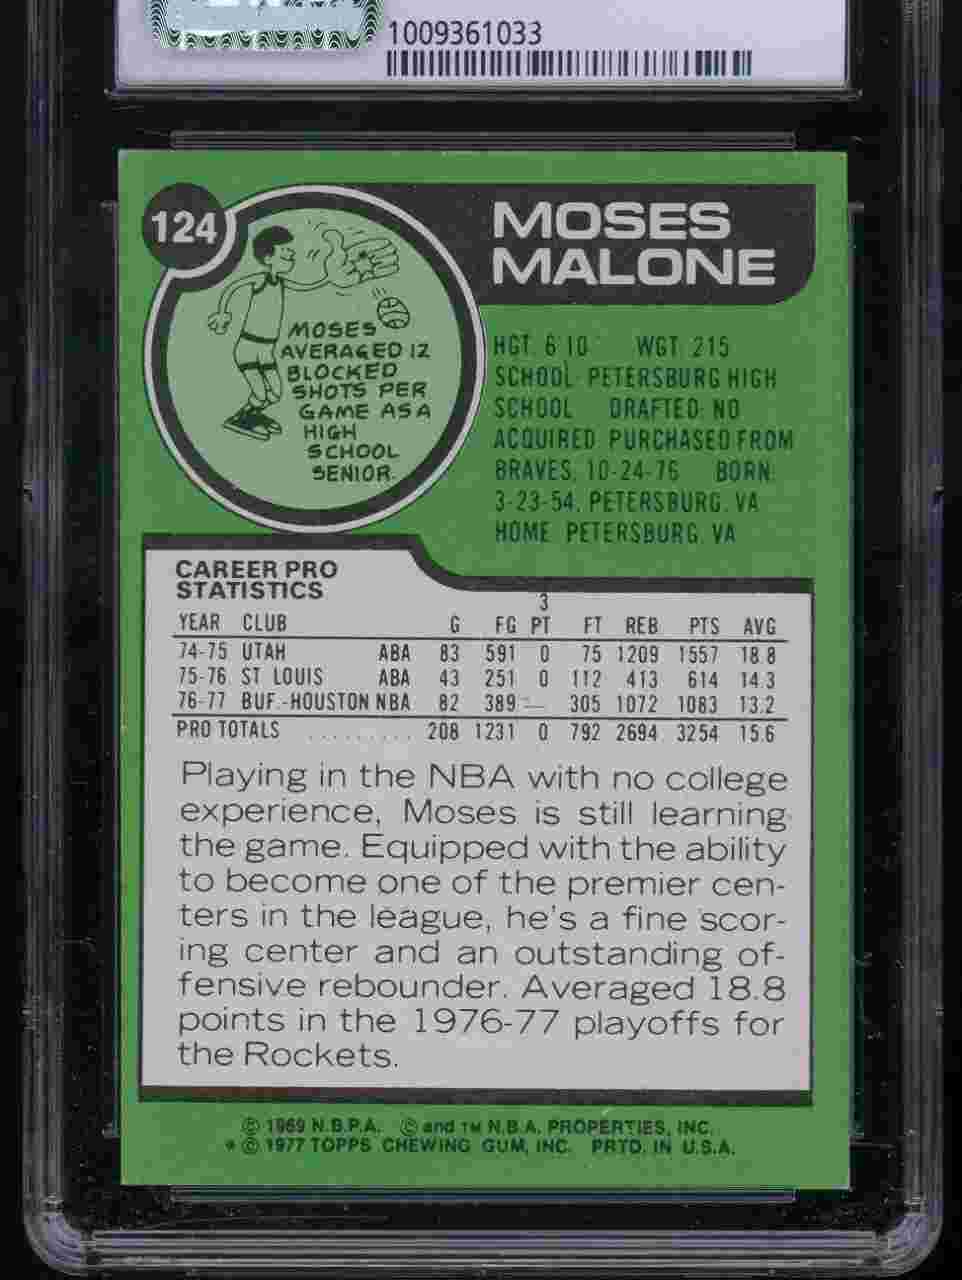 1009361033
124
MOSES
MALONE
MOSES
AVERAGED 12
BLOCKED
SHOTS PER
GAME AS A
HIGH
SCHOOL
SENIOR.
HGT. 6'10 WGT. 215
SCHOOL: PETERSBURG HIGH
SCHOOL DRAFTED: NO
ACQUIRED: PURCHASED FROM
BRAVES, 10-24-76 BORN:
3-23-54, PETERSBURG, VA
HOME: PETERSBURG, VA
CAREER PRO
STATISTICS
YEAR CLUB G FG 3 PT FT REB PTS AVG
74-75 UTAH ABA 83 591 0 75 1209 1557 18.8
75-76 ST LOUIS ABA 43 251 0 112 413 614 14.3
76-77 BUF.-HOUSTON NBA 82 389 — 305 1072 1083 13.2
PRO TOTALS .......... 208 1231 0 792 2694 3254 15.6
Playing in the NBA with no college
experience, Moses is still learning
the game. Equipped with the ability
to become one of the premier cen-
ters in the league, he's a fine scor-
ing center and an outstanding of-
fensive rebounder. Averaged 18.8
points in the 1976-77 playoffs for
the Rockets.
© 1969 N.B.P.A. © and TM N.B.A. PROPERTIES, INC.
* © 1977 TOPPS CHEWING GUM, INC. PRTD. IN U.S.A.